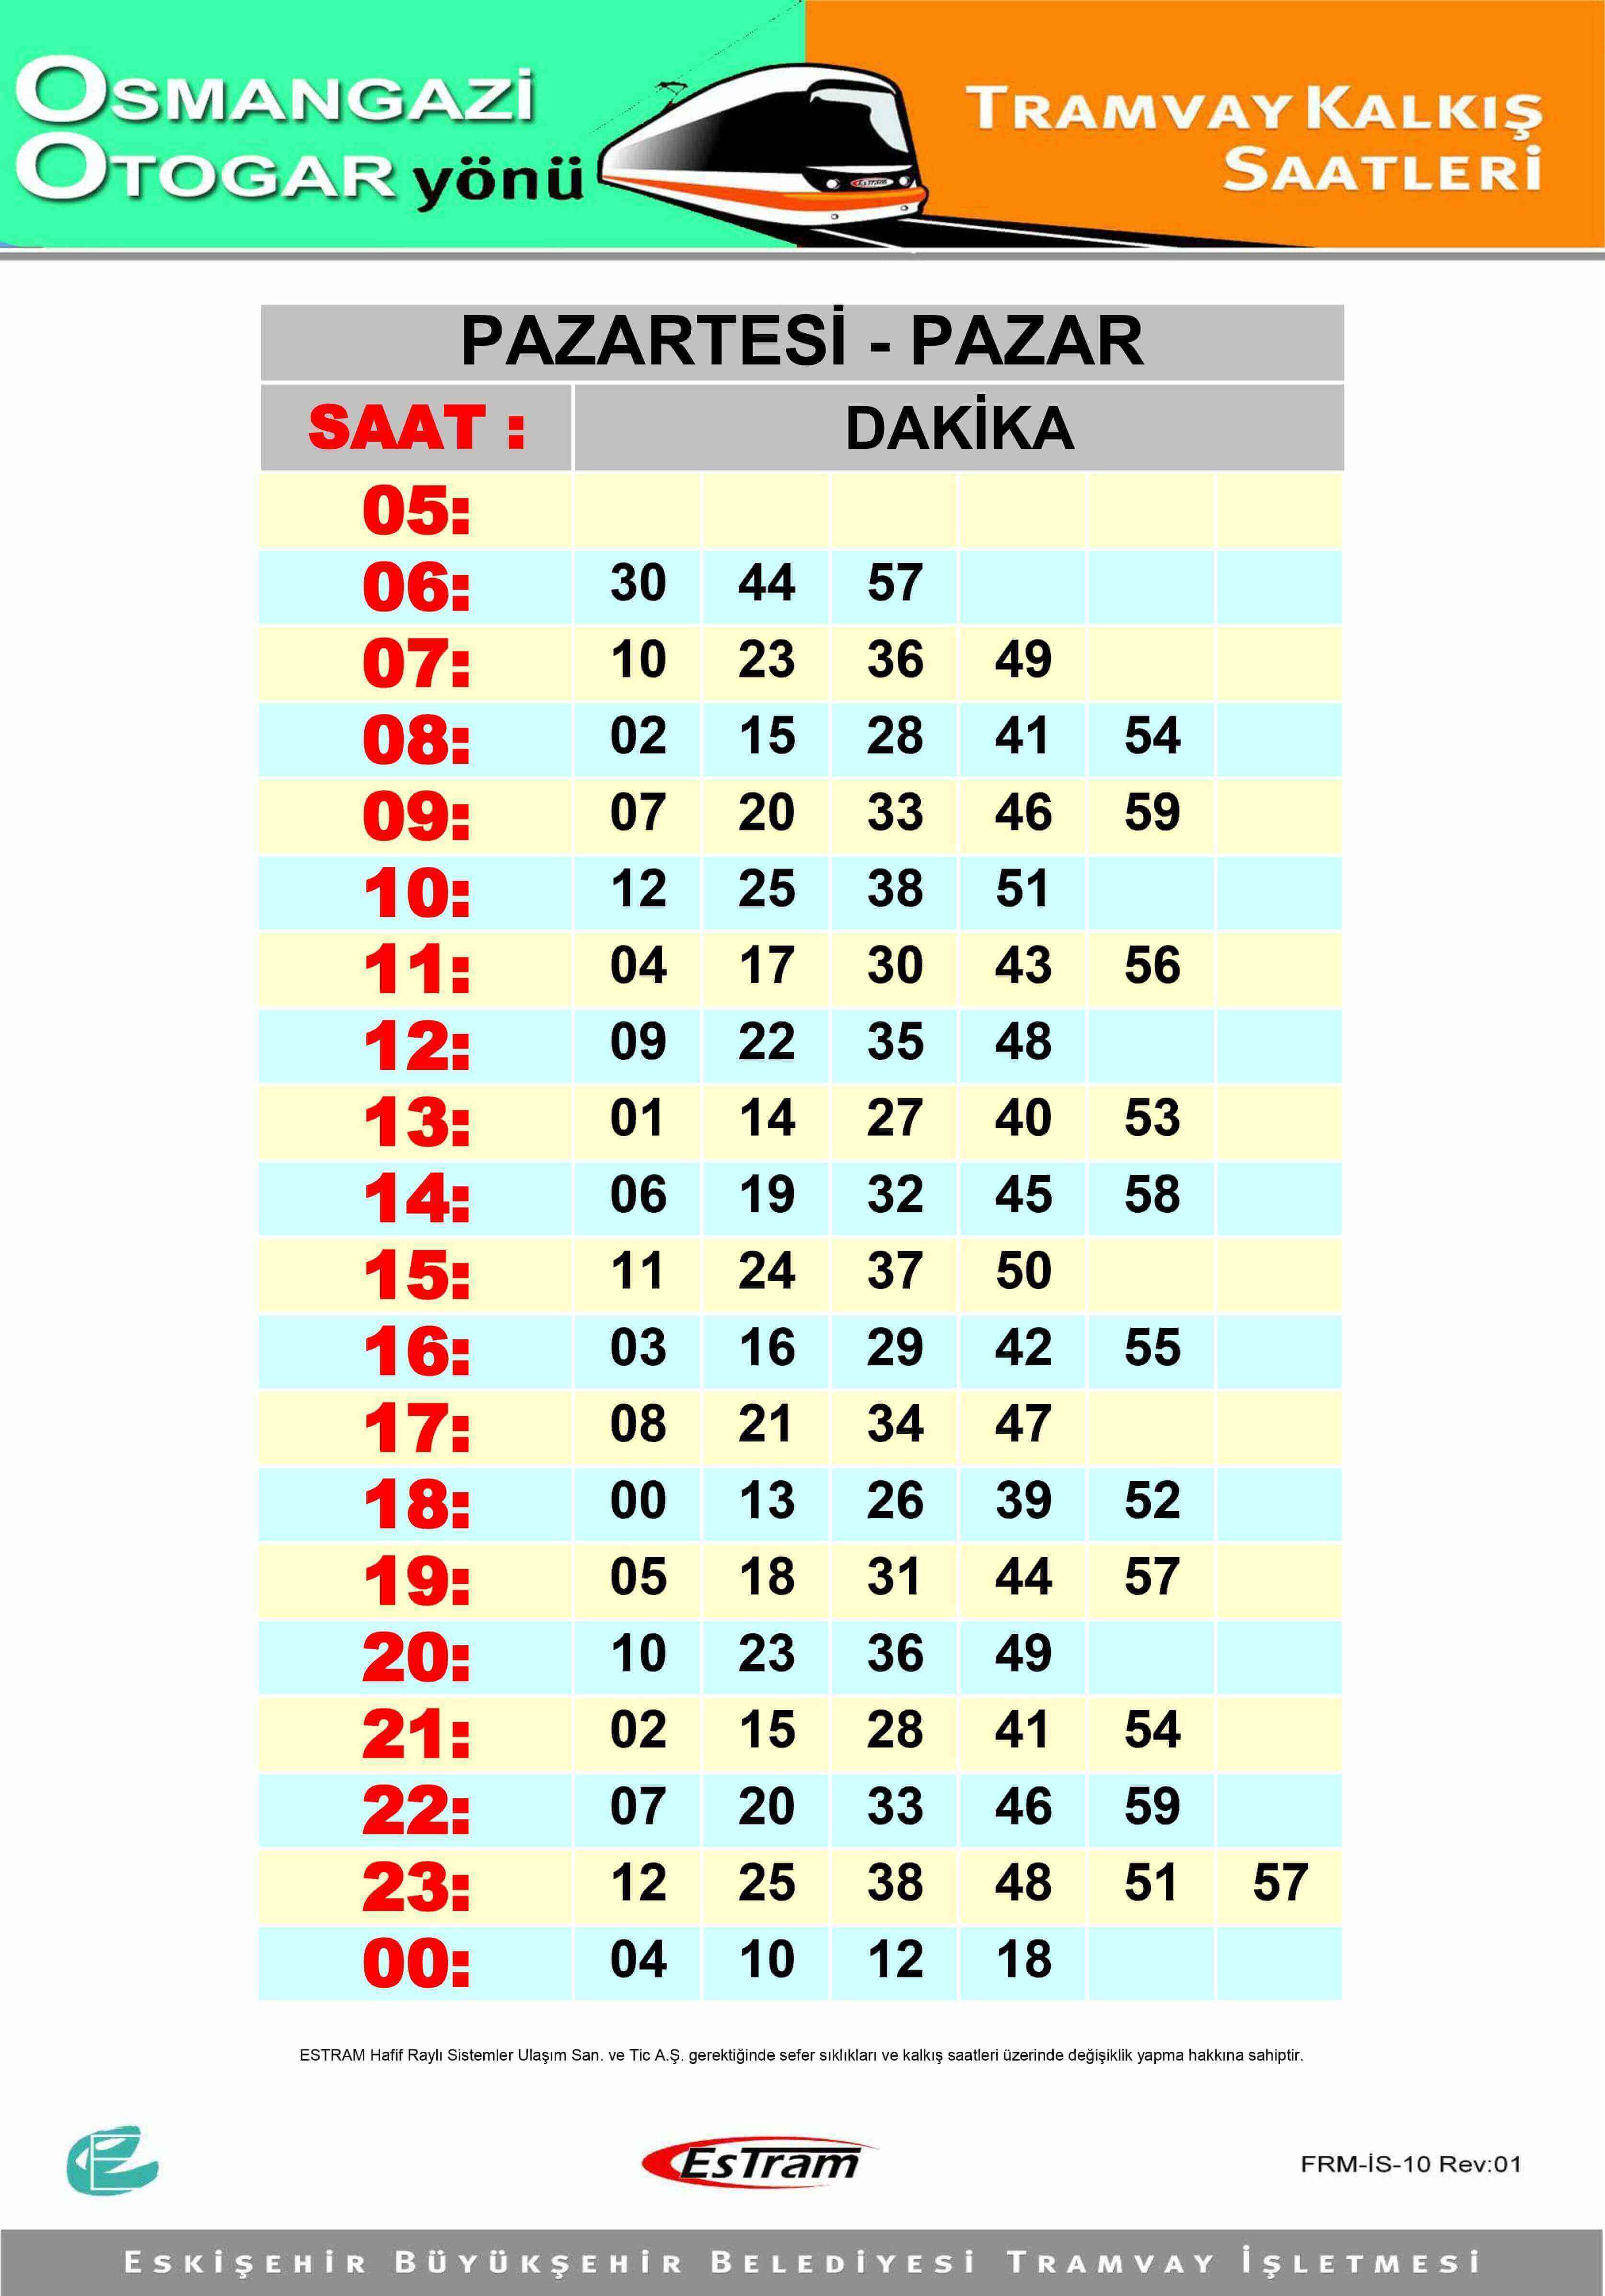 OSMANGAZİ
OTOGAR yönü
TRAMVAY KALKIŞ
SAATLERİ
EsTram
PAZARTESİ - PAZAR
SAAT : DAKİKA
05:
06: 30 44 57
07: 10 23 36 49
08: 02 15 28 41 54
09: 07 20 33 46 59
10: 12 25 38 51
11: 04 17 30 43 56
12: 09 22 35 48
13: 01 14 27 40 53
14: 06 19 32 45 58
15: 11 24 37 50
16: 03 16 29 42 55
17: 08 21 34 47
18: 00 13 26 39 52
19: 05 18 31 44 57
20: 10 23 36 49
21: 02 15 28 41 54
22: 07 20 33 46 59
23: 12 25 38 48 51 57
00: 04 10 12 18
ESTRAM Hafif Raylı Sistemler Ulaşım San. ve Tic A.Ş. gerektiğinde sefer sıklıkları ve kalkış saatleri üzerinde değişiklik yapma hakkına sahiptir.
EsTram
FRM-İS-10 Rev:01
ESKİŞEHİR BÜYÜKŞEHİR BELEDİYESİ TRAMVAY İŞLETMESİ